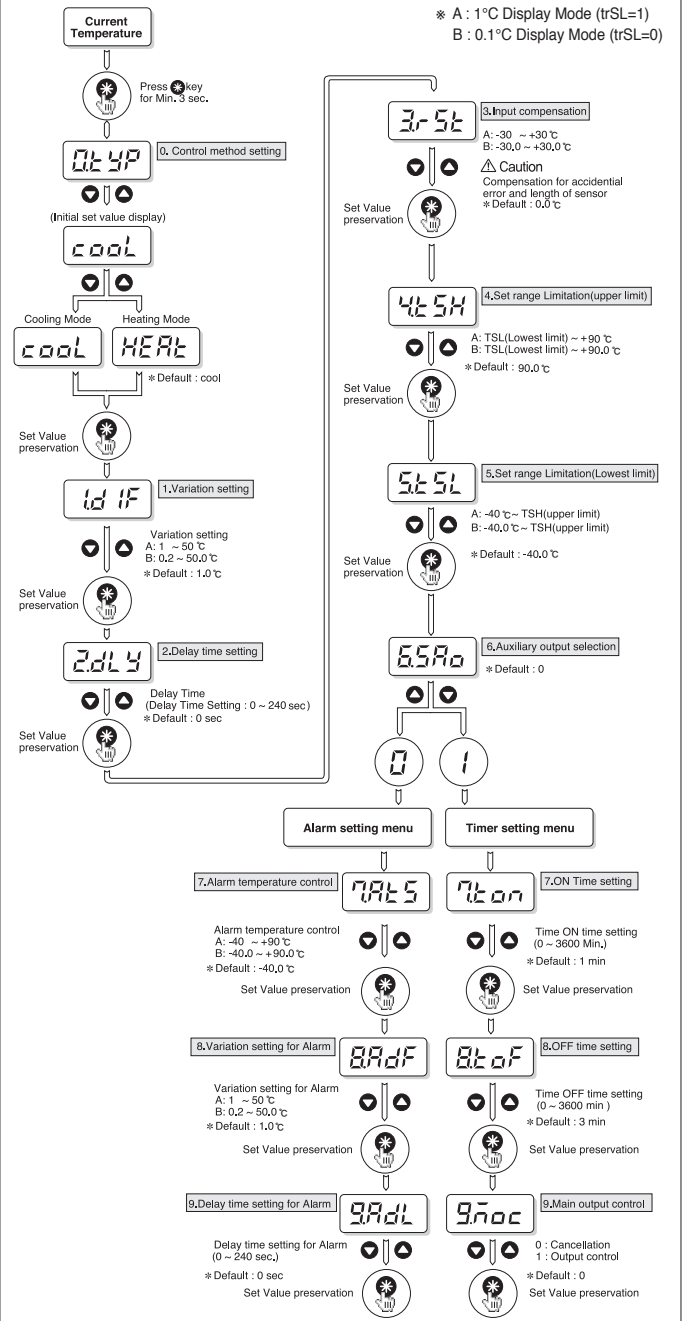 ※ A : 1°C Display Mode (trSL=1)
B : 0.1°C Display Mode (trSL=0)
Current
Temperature
Press ✱ key
for Min. 3 sec.
0.tYP
0. Control method setting
(Initial set value display)
cooL
Cooling Mode
Heating Mode
cooL
HEAt
* Default : cool
Set Value
preservation
1.dIF
1.Variation setting
Variation setting
A: 1 ~ 50 ℃
B: 0.2 ~ 50.0 ℃
* Default : 1.0 ℃
Set Value
preservation
2.dLY
2.Delay time setting
Delay Time
(Delay Time Setting : 0 ~ 240 sec)
* Default : 0 sec
Set Value
preservation
3.rSt
3.Input compensation
A: -30 ~ +30 ℃
B: -30.0 ~ +30.0 ℃
⚠ Caution
Compensation for accidental
error and length of sensor
* Default : 0.0 ℃
Set Value
preservation
4.tSH
4.Set range Limitation(upper limit)
A: TSL(Lowest limit) ~ +90 ℃
B: TSL(Lowest limit) ~ +90.0 ℃
* Default : 90.0 ℃
Set Value
preservation
5.tSL
5.Set range Limitation(Lowest limit)
A: -40 ℃ ~ TSH(upper limit)
B: -40.0 ℃ ~ TSH(upper limit)
* Default : -40.0 ℃
Set Value
preservation
6.SAo
6.Auxiliary output selection
* Default : 0
0
1
Alarm setting menu
Timer setting menu
7.Alarm temperature control
7.AtS
Alarm temperature control
A: -40 ~ +90 ℃
B: -40.0 ~ +90.0 ℃
* Default : -40.0 ℃
Set Value preservation
8.Variation setting for Alarm
8.AdF
Variation setting for Alarm
A: 1 ~ 50 ℃
B: 0.2 ~ 50.0 ℃
* Default : 1.0 ℃
Set Value preservation
9.Delay time setting for Alarm
9.AdL
Delay time setting for Alarm
(0 ~ 240 sec.)
* Default : 0 sec
Set Value preservation
7.ton
7.ON Time setting
Time ON time setting
(0 ~ 3600 Min.)
* Default : 1 min
Set Value preservation
8.toF
8.OFF time setting
Time OFF time setting
(0 ~ 3600 min )
* Default : 3 min
Set Value preservation
9.moc
9.Main output control
0 : Cancellation
1 : Output control
* Default : 0
Set Value preservation